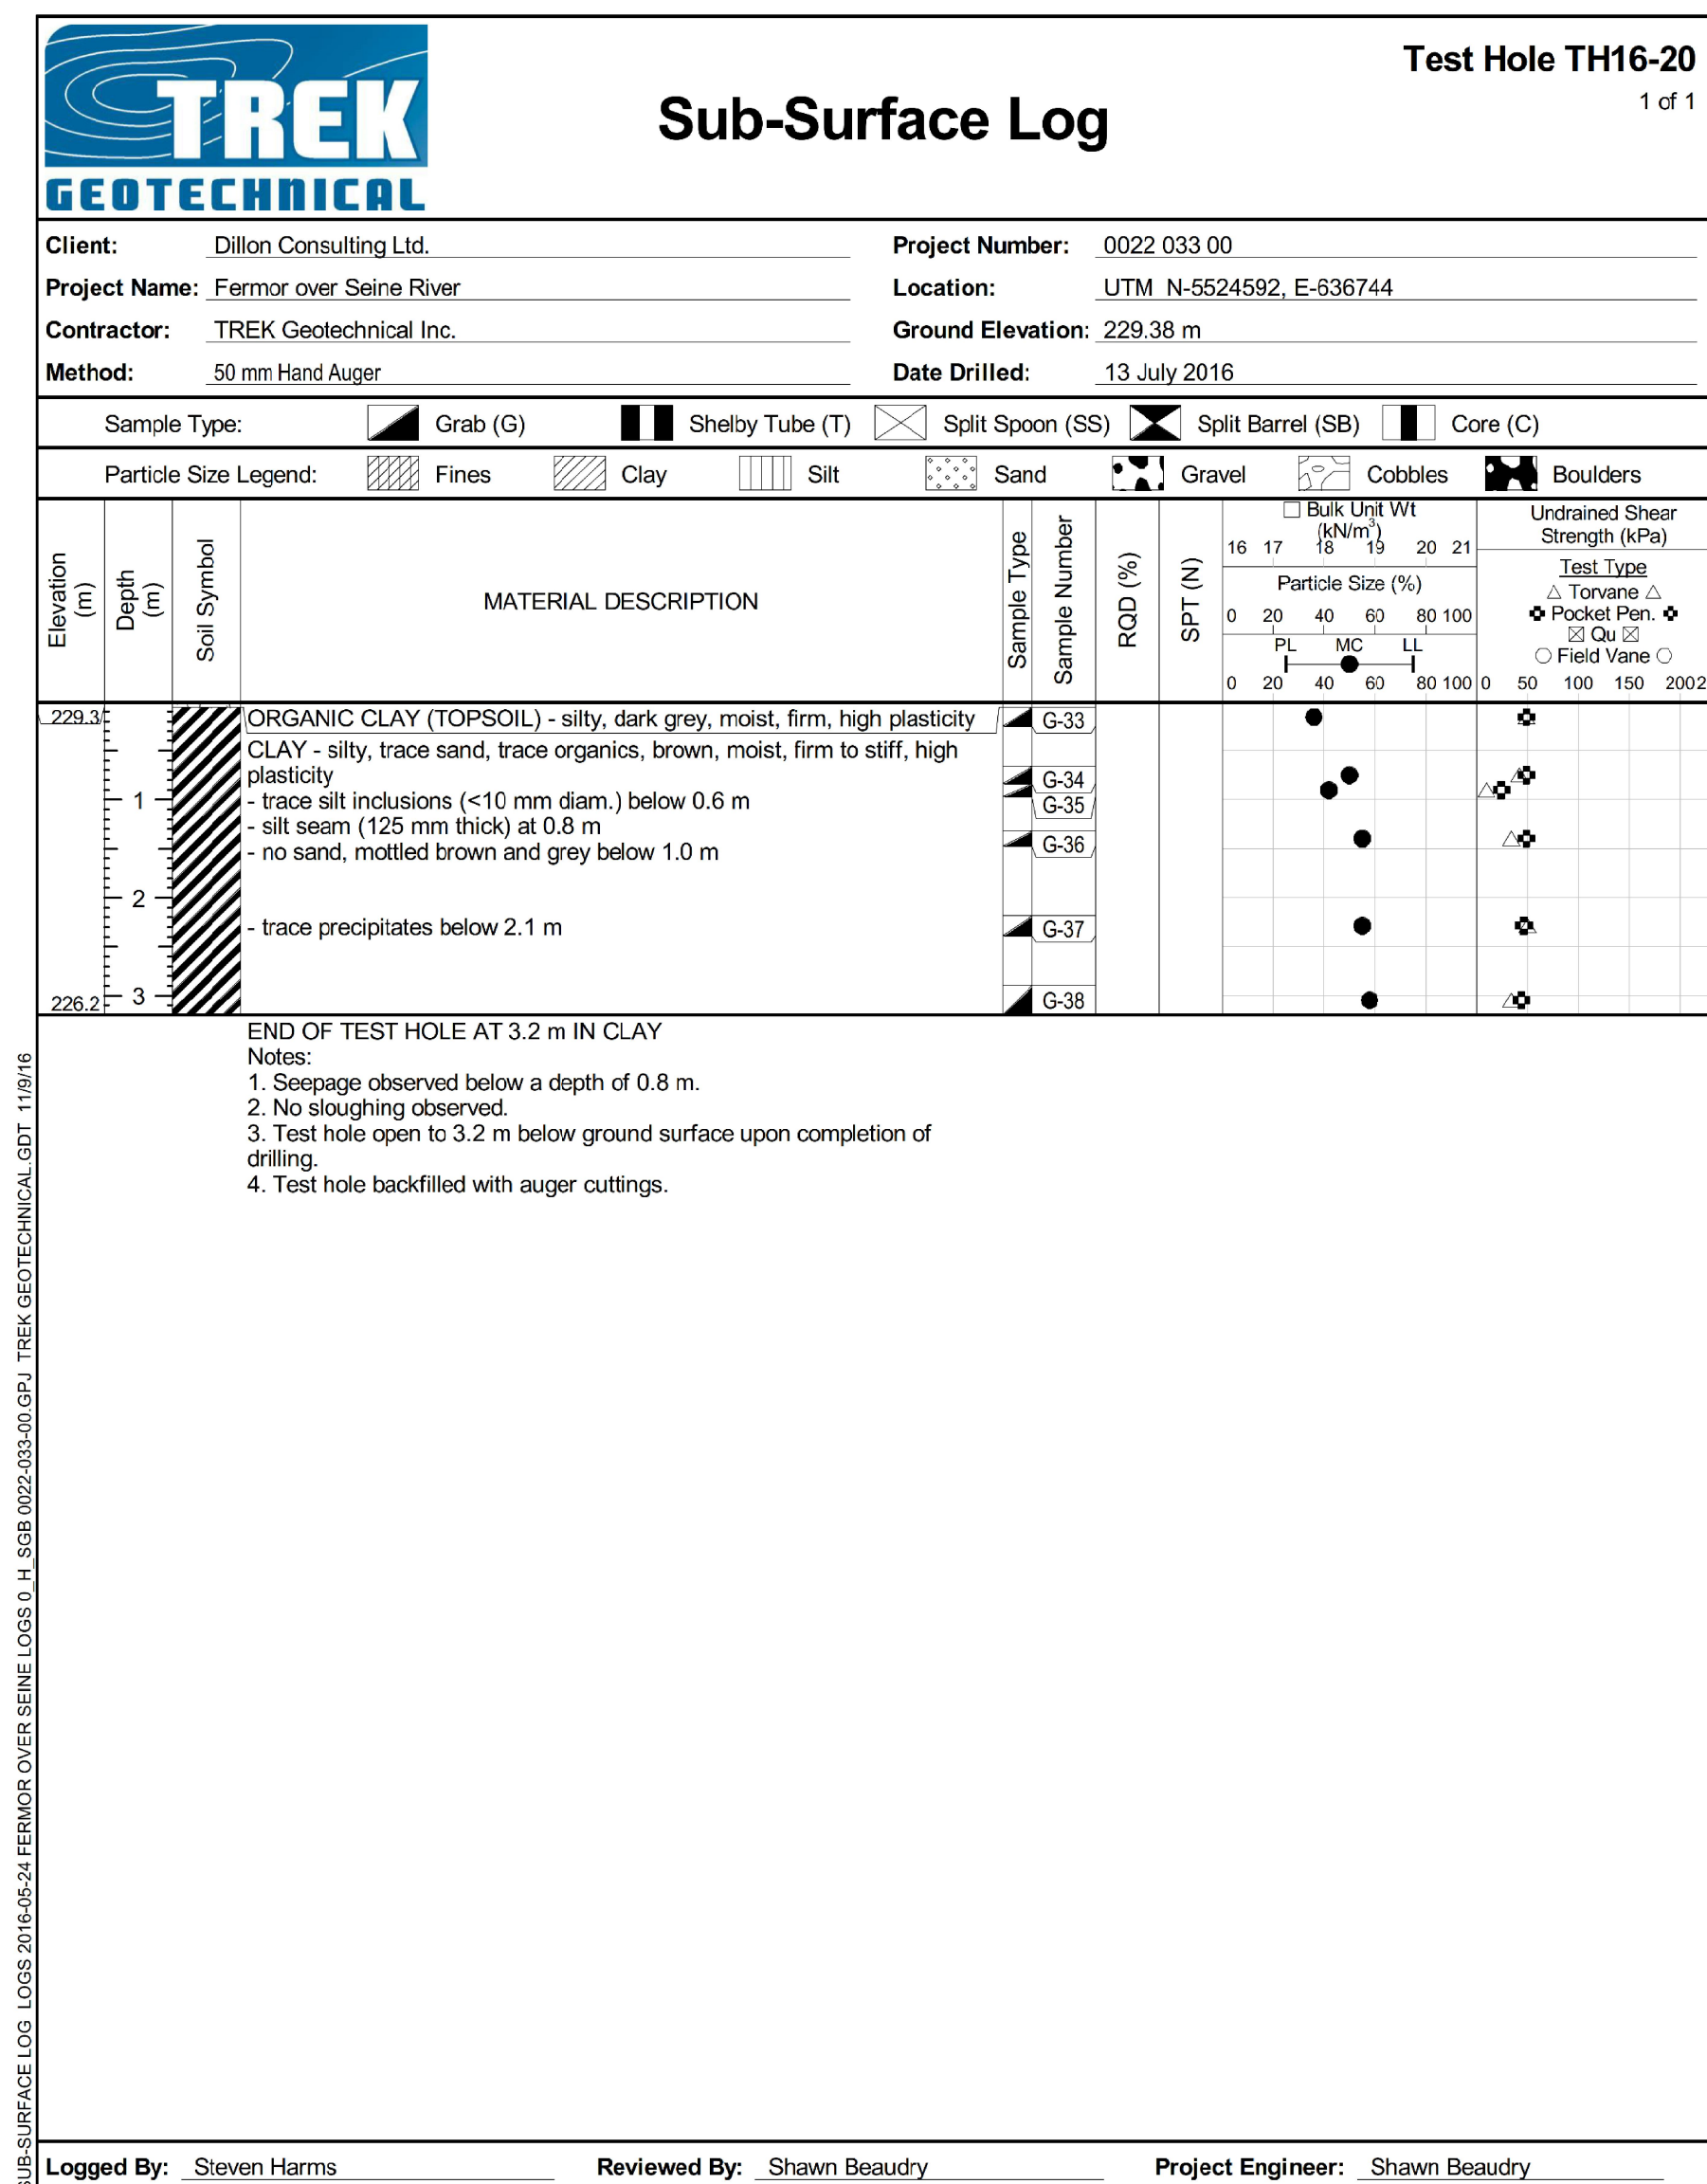 TREK
GEOTECHNICAL
Sub-Surface Log
Test Hole TH16-20
1 of 1
Client: Dillon Consulting Ltd. Project Number: 0022 033 00
Project Name: Fermor over Seine River Location: UTM N-5524592, E-636744
Contractor: TREK Geotechnical Inc. Ground Elevation: 229.38 m
Method: 50 mm Hand Auger Date Drilled: 13 July 2016
Sample Type: Grab (G) Shelby Tube (T) Split Spoon (SS) Split Barrel (SB) Core (C)
Particle Size Legend: Fines Clay Silt Sand Gravel Cobbles Boulders
Elevation (m)
Depth (m)
Soil Symbol
MATERIAL DESCRIPTION
Sample Type
Sample Number
RQD (%)
SPT (N)
Bulk Unit Wt
(kN/m³)
16 17 18 19 20 21
Particle Size (%)
0 20 40 60 80 100
PL MC LL
0 20 40 60 80 100
Undrained Shear
Strength (kPa)
Test Type
Torvane
Pocket Pen.
Qu
Field Vane
0 50 100 150 2002
229.3 ORGANIC CLAY (TOPSOIL) - silty, dark grey, moist, firm, high plasticity G-33
CLAY - silty, trace sand, trace organics, brown, moist, firm to stiff, high
plasticity G-34
1 - trace silt inclusions (<10 mm diam.) below 0.6 m G-35
- silt seam (125 mm thick) at 0.8 m
- no sand, mottled brown and grey below 1.0 m G-36
2
- trace precipitates below 2.1 m G-37
226.2 3 G-38
END OF TEST HOLE AT 3.2 m IN CLAY
Notes:
1. Seepage observed below a depth of 0.8 m.
2. No sloughing observed.
3. Test hole open to 3.2 m below ground surface upon completion of
drilling.
4. Test hole backfilled with auger cuttings.
SUB-SURFACE LOG LOGS 2016-05-24 FERMOR OVER SEINE LOGS 0_H_SGB 0022-033-00.GPJ TREK GEOTECHNICAL.GDT 11/9/16
Logged By: Steven Harms Reviewed By: Shawn Beaudry Project Engineer: Shawn Beaudry